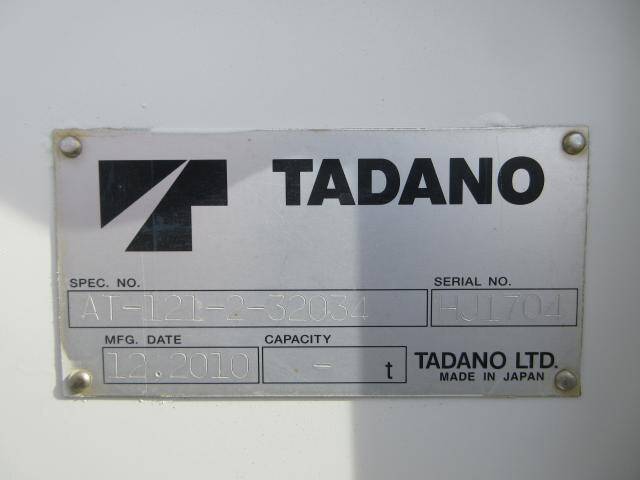 TADANO
SPEC. NO. SERIAL NO.
AT-121-2-32034 HJ1704
MFG. DATE CAPACITY
12.2010 - t TADANO LTD.
MADE IN JAPAN